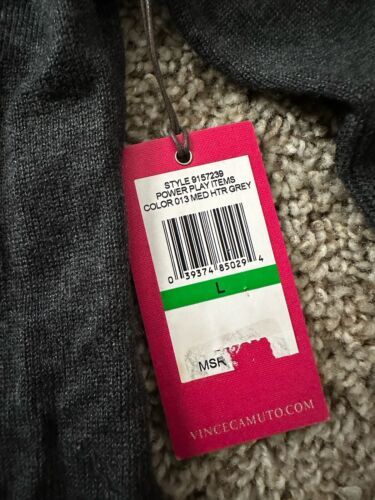 STYLE 9157239
POWER PLAY ITEMS
COLOR 013 MED HTR GREY
0 39374 85029 4
L
MSR
VINCECAMUTO.COM